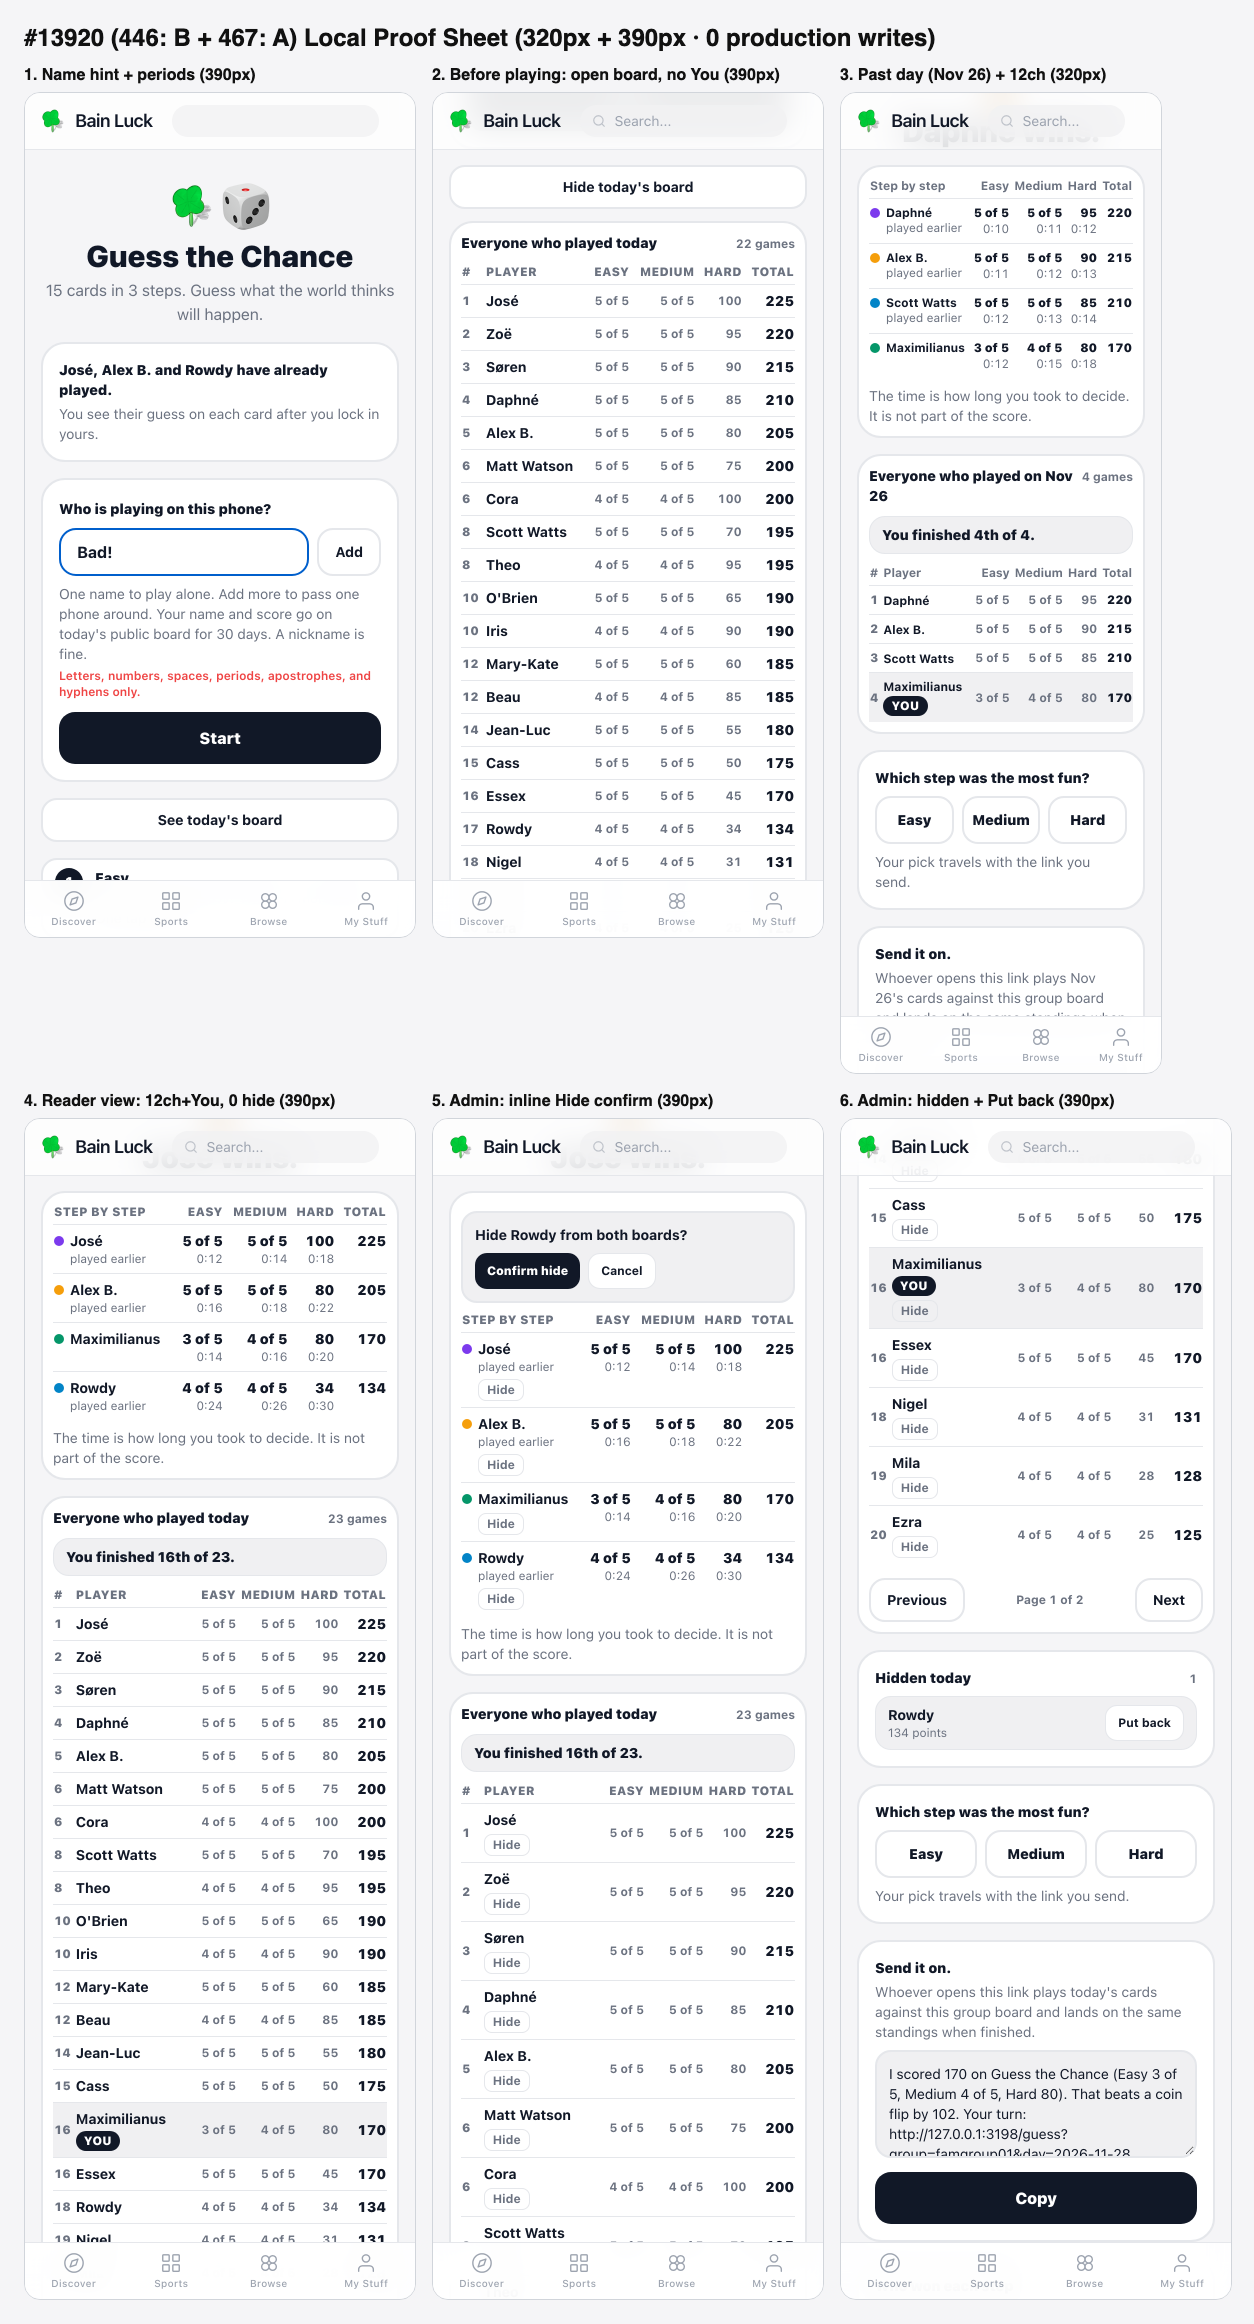 #13920 (446: B + 467: A) Local Proof Sheet (320px + 390px · 0 production writes)
1. Name hint + periods (390px)
Bain Luck
Guess the Chance
15 cards in 3 steps. Guess what the world thinks
will happen.
José, Alex B. and Rowdy have already
played.
You see their guess on each card after you lock in
yours.
Who is playing on this phone?
Bad!
Add
One name to play alone. Add more to pass one
phone around. Your name and score go on
today's public board for 30 days. A nickname is
fine.
Letters, numbers, spaces, periods, apostrophes, and
hyphens only.
Start
See today's board
Easy
Discover Sports Browse My Stuff
2. Before playing: open board, no You (390px)
Bain Luck Search...
Hide today's board
Everyone who played today 22 games
# PLAYER EASY MEDIUM HARD TOTAL
1 José 5 of 5 5 of 5 100 225
2 Zoë 5 of 5 5 of 5 95 220
3 Søren 5 of 5 5 of 5 90 215
4 Daphné 5 of 5 5 of 5 85 210
5 Alex B. 5 of 5 5 of 5 80 205
6 Matt Watson 5 of 5 5 of 5 75 200
6 Cora 4 of 5 4 of 5 100 200
8 Scott Watts 5 of 5 5 of 5 70 195
8 Theo 4 of 5 4 of 5 95 195
10 O'Brien 5 of 5 5 of 5 65 190
10 Iris 4 of 5 4 of 5 90 190
12 Mary-Kate 5 of 5 5 of 5 60 185
12 Beau 4 of 5 4 of 5 85 185
14 Jean-Luc 5 of 5 5 of 5 55 180
15 Cass 5 of 5 5 of 5 50 175
16 Essex 5 of 5 5 of 5 45 170
17 Rowdy 4 of 5 4 of 5 34 134
18 Nigel 4 of 5 4 of 5 31 131
Discover Sports Browse My Stuff
3. Past day (Nov 26) + 12ch (320px)
Bain Luck Search...
Daphné wins!
Step by step Easy Medium Hard Total
Daphné 5 of 5 5 of 5 95 220
played earlier 0:10 0:11 0:12
Alex B. 5 of 5 5 of 5 90 215
played earlier 0:11 0:12 0:13
Scott Watts 5 of 5 5 of 5 85 210
played earlier 0:12 0:13 0:14
Maximilianus 3 of 5 4 of 5 80 170
0:12 0:15 0:18
The time is how long you took to decide.
It is not part of the score.
Everyone who played on Nov 4 games
26
You finished 4th of 4.
# Player Easy Medium Hard Total
1 Daphné 5 of 5 5 of 5 95 220
2 Alex B. 5 of 5 5 of 5 90 215
3 Scott Watts 5 of 5 5 of 5 85 210
4 Maximilianus 3 of 5 4 of 5 80 170
YOU
Which step was the most fun?
Easy Medium Hard
Your pick travels with the link you
send.
Send it on.
Whoever opens this link plays Nov
26's cards against this group board
and lands on the same standings when
Discover Sports Browse My Stuff
4. Reader view: 12ch+You, 0 hide (390px)
Bain Luck Search...
José wins!
STEP BY STEP EASY MEDIUM HARD TOTAL
José 5 of 5 5 of 5 100 225
played earlier 0:12 0:14 0:18
Alex B. 5 of 5 5 of 5 80 205
played earlier 0:16 0:18 0:22
Maximilianus 3 of 5 4 of 5 80 170
0:14 0:16 0:20
Rowdy 4 of 5 4 of 5 34 134
played earlier 0:24 0:26 0:30
The time is how long you took to decide. It is not
part of the score.
Everyone who played today 23 games
You finished 16th of 23.
# PLAYER EASY MEDIUM HARD TOTAL
1 José 5 of 5 5 of 5 100 225
2 Zoë 5 of 5 5 of 5 95 220
3 Søren 5 of 5 5 of 5 90 215
4 Daphné 5 of 5 5 of 5 85 210
5 Alex B. 5 of 5 5 of 5 80 205
6 Matt Watson 5 of 5 5 of 5 75 200
6 Cora 4 of 5 4 of 5 100 200
8 Scott Watts 5 of 5 5 of 5 70 195
8 Theo 4 of 5 4 of 5 95 195
10 O'Brien 5 of 5 5 of 5 65 190
10 Iris 4 of 5 4 of 5 90 190
12 Mary-Kate 5 of 5 5 of 5 60 185
12 Beau 4 of 5 4 of 5 85 185
14 Jean-Luc 5 of 5 5 of 5 55 180
15 Cass 5 of 5 5 of 5 50 175
16 Maximilianus 3 of 5 4 of 5 80 170
YOU
16 Essex 5 of 5 5 of 5 45 170
18 Rowdy 4 of 5 4 of 5 34 134
19 Nigel 4 of 5 4 of 5 31 131
Discover Sports Browse My Stuff
5. Admin: inline Hide confirm (390px)
Bain Luck Search...
José wins!
Hide Rowdy from both boards?
Confirm hide Cancel
STEP BY STEP EASY MEDIUM HARD TOTAL
José 5 of 5 5 of 5 100 225
played earlier 0:12 0:14 0:18
Hide
Alex B. 5 of 5 5 of 5 80 205
played earlier 0:16 0:18 0:22
Hide
Maximilianus 3 of 5 4 of 5 80 170
0:14 0:16 0:20
Hide
Rowdy 4 of 5 4 of 5 34 134
played earlier 0:24 0:26 0:30
Hide
The time is how long you took to decide. It is not
part of the score.
Everyone who played today 23 games
You finished 16th of 23.
# PLAYER EASY MEDIUM HARD TOTAL
1 José 5 of 5 5 of 5 100 225
Hide
2 Zoë 5 of 5 5 of 5 95 220
Hide
3 Søren 5 of 5 5 of 5 90 215
Hide
4 Daphné 5 of 5 5 of 5 85 210
Hide
5 Alex B. 5 of 5 5 of 5 80 205
Hide
6 Matt Watson 5 of 5 5 of 5 75 200
Hide
6 Cora 4 of 5 4 of 5 100 200
Hide
Scott Watts
Discover Sports Browse My Stuff
6. Admin: hidden + Put back (390px)
Bain Luck Search...
Hide
15 Cass 5 of 5 5 of 5 50 175
Hide
16 Maximilianus 3 of 5 4 of 5 80 170
YOU
Hide
16 Essex 5 of 5 5 of 5 45 170
Hide
18 Nigel 4 of 5 4 of 5 31 131
Hide
19 Mila 4 of 5 4 of 5 28 128
Hide
20 Ezra 4 of 5 4 of 5 25 125
Hide
Previous Page 1 of 2 Next
Hidden today 1
Rowdy
134 points
Put back
Which step was the most fun?
Easy Medium Hard
Your pick travels with the link you send.
Send it on.
Whoever opens this link plays today's cards
against this group board and lands on the same
standings when finished.
I scored 170 on Guess the Chance (Easy 3 of
5, Medium 4 of 5, Hard 80). That beats a coin
flip by 102. Your turn:
http://127.0.0.1:3198/guess?
group=famgroup01&day=2026-11-28
Copy
Discover Sports Browse My Stuff